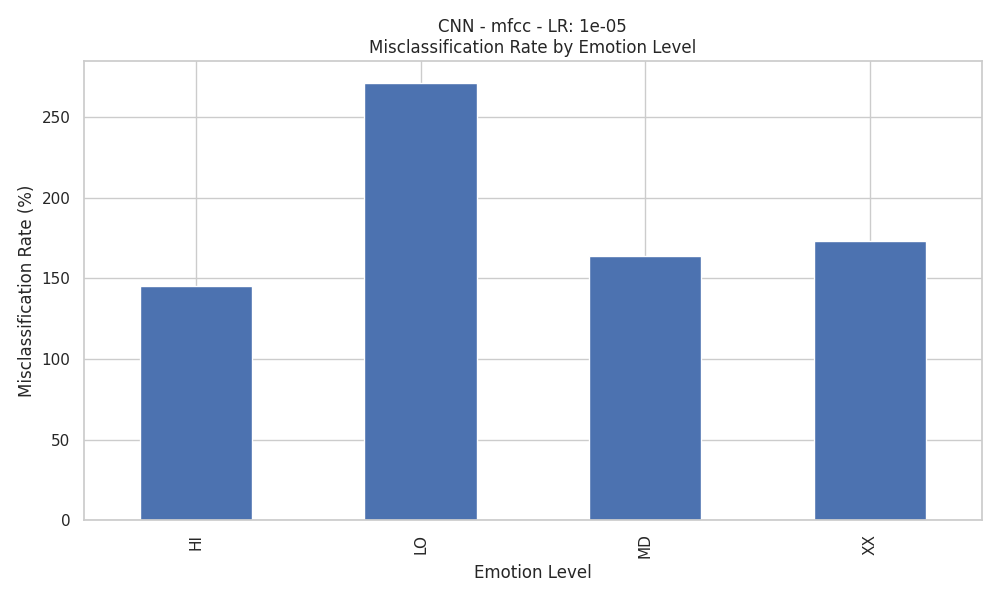 CNN - mfcc - LR: 1e-05
Misclassification Rate by Emotion Level
Misclassification Rate (%)
250
200
150
100
50
0
HI
LO
MD
XX
Emotion Level